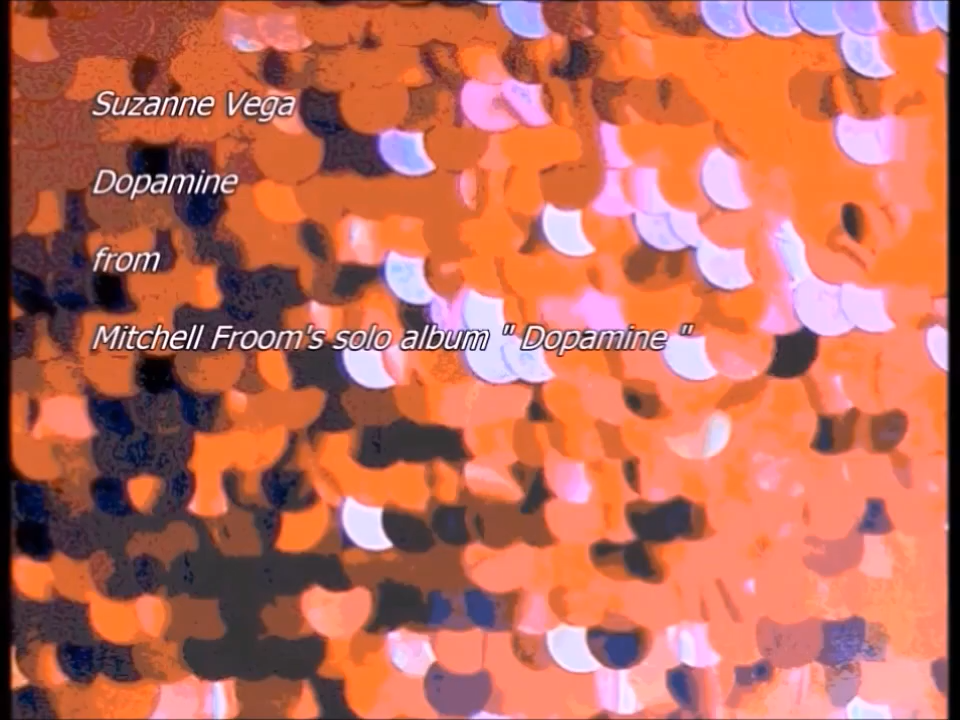 Suzanne Vega
Dopamine
from
Mitchell Froom's solo album " Dopamine "